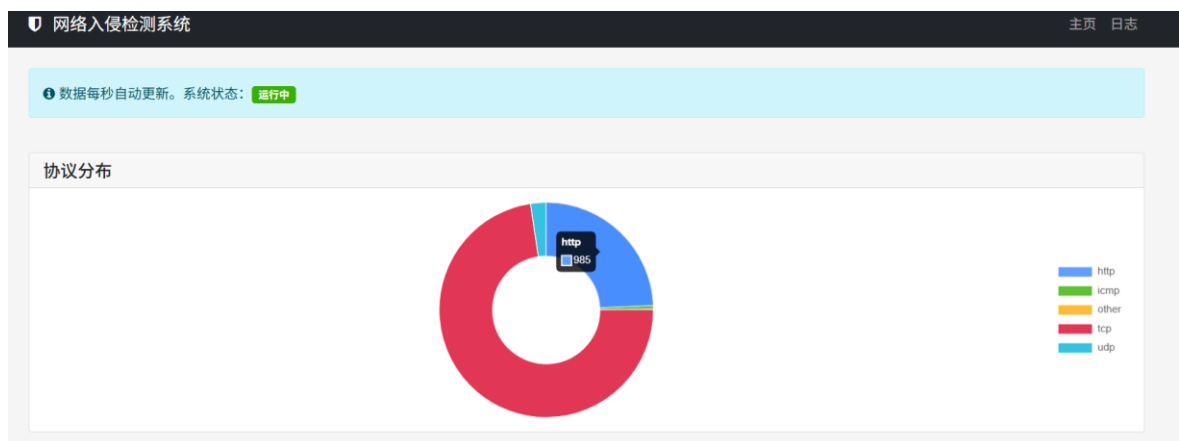 网络入侵检测系统
主页 日志
数据每秒自动更新。系统状态： 运行中
协议分布
http
985
http
icmp
other
tcp
udp